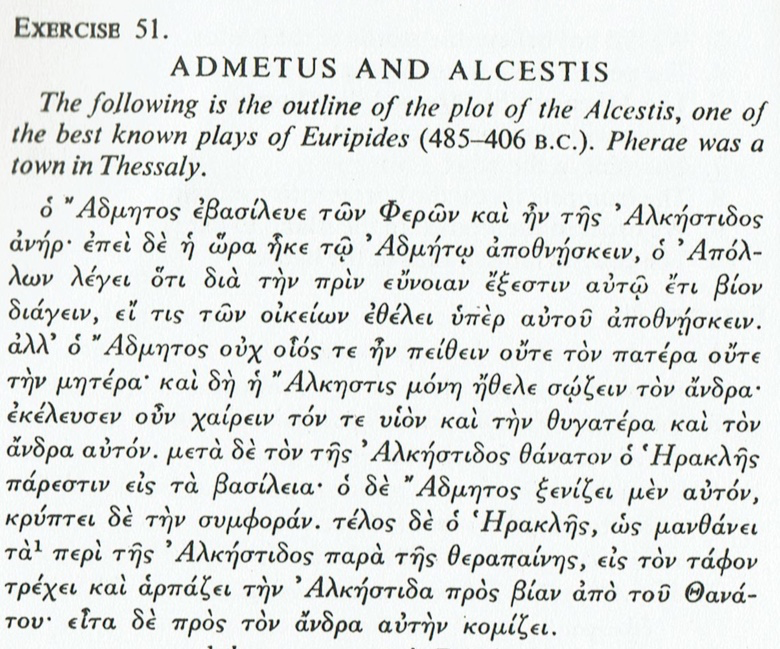 EXERCISE 51.
ADMETUS AND ALCESTIS
The following is the outline of the plot of the Alcestis, one of
the best known plays of Euripides (485–406 B.C.). Pherae was a
town in Thessaly.
ὁ Ἄδμητος ἐβασίλευε τῶν Φερῶν καὶ ἦν τῆς Ἀλκήστιδος
ἀνήρ· ἐπεὶ δὲ ἡ ὥρα ἧκε τῷ Ἀδμήτῳ ἀποθνῄσκειν, ὁ Ἀπόλ-
λων λέγει ὅτι διὰ τὴν πρὶν εὔνοιαν ἔξεστιν αὐτῷ ἔτι βίον
διάγειν, εἴ τις τῶν οἰκείων ἐθέλει ὑπὲρ αὐτοῦ ἀποθνῄσκειν.
ἀλλ’ ὁ Ἄδμητος οὐχ οἷός τε ἦν πείθειν οὔτε τὸν πατέρα οὔτε
τὴν μητέρα· καὶ δὴ ἡ Ἄλκηστις μόνη ἤθελε σῴζειν τὸν ἄνδρα·
ἐκέλευσεν οὖν χαίρειν τόν τε υἱὸν καὶ τὴν θυγατέρα καὶ τὸν
ἄνδρα αὐτόν. μετὰ δὲ τὸν τῆς Ἀλκήστιδος θάνατον ὁ Ἡρακλῆς
πάρεστιν εἰς τὰ βασίλεια· ὁ δὲ Ἄδμητος ξενίζει μὲν αὐτόν,
κρύπτει δὲ τὴν συμφοράν. τέλος δὲ ὁ Ἡρακλῆς, ὡς μανθάνει
τὰ¹ περὶ τῆς Ἀλκήστιδος παρὰ τῆς θεραπαίνης, εἰς τὸν τάφον
τρέχει καὶ ἁρπάζει τὴν Ἀλκήστιδα πρὸς βίαν ἀπὸ τοῦ Θανά-
του· εἶτα δὲ πρὸς τὸν ἄνδρα αὐτὴν κομίζει.